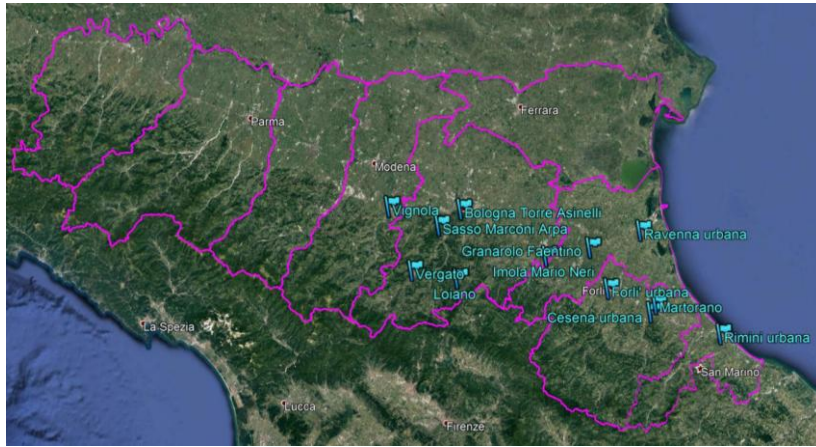 Ferrara
Parma
Modena
Vignola
Bologna Torre Asinelli
Sasso Marconi Arpa
Ravenna urbana
Granarolo Faentino
Imola Mario Neri
Vergato
Loiano
Forlì
Forli' urbana
Martorano
Cesena urbana
La Spezia
Rimini urbana
San Marino
Lucca
Firenze